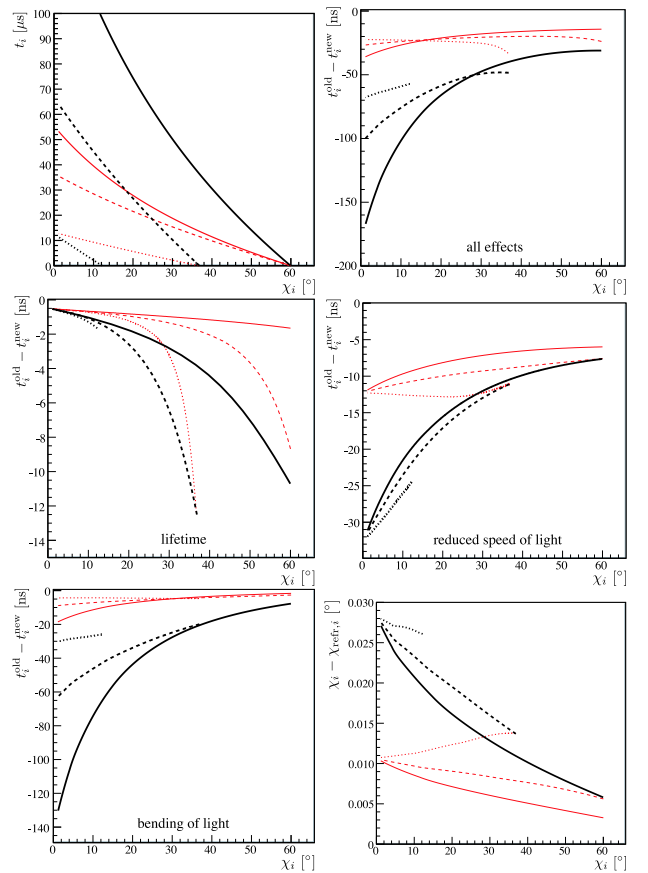 t_i [μs]
100
90
80
70
60
50
40
30
20
10
0
0 10 20 30 40 50 60
χ_i [°]
t_i^old − t_i^new [ns]
0
-50
-100
-150
-200
all effects
0 10 20 30 40 50 60
χ_i [°]
t_i^old − t_i^new [ns]
0
-2
-4
-6
-8
-10
-12
-14
lifetime
0 10 20 30 40 50 60
χ_i [°]
t_i^old − t_i^new [ns]
0
-5
-10
-15
-20
-25
-30
reduced speed of light
0 10 20 30 40 50 60
χ_i [°]
t_i^old − t_i^new [ns]
0
-20
-40
-60
-80
-100
-120
-140
bending of light
0 10 20 30 40 50 60
χ_i [°]
χ_i − χ_refr,i [°]
0.030
0.025
0.020
0.015
0.010
0.005
0
0 10 20 30 40 50 60
χ_i [°]